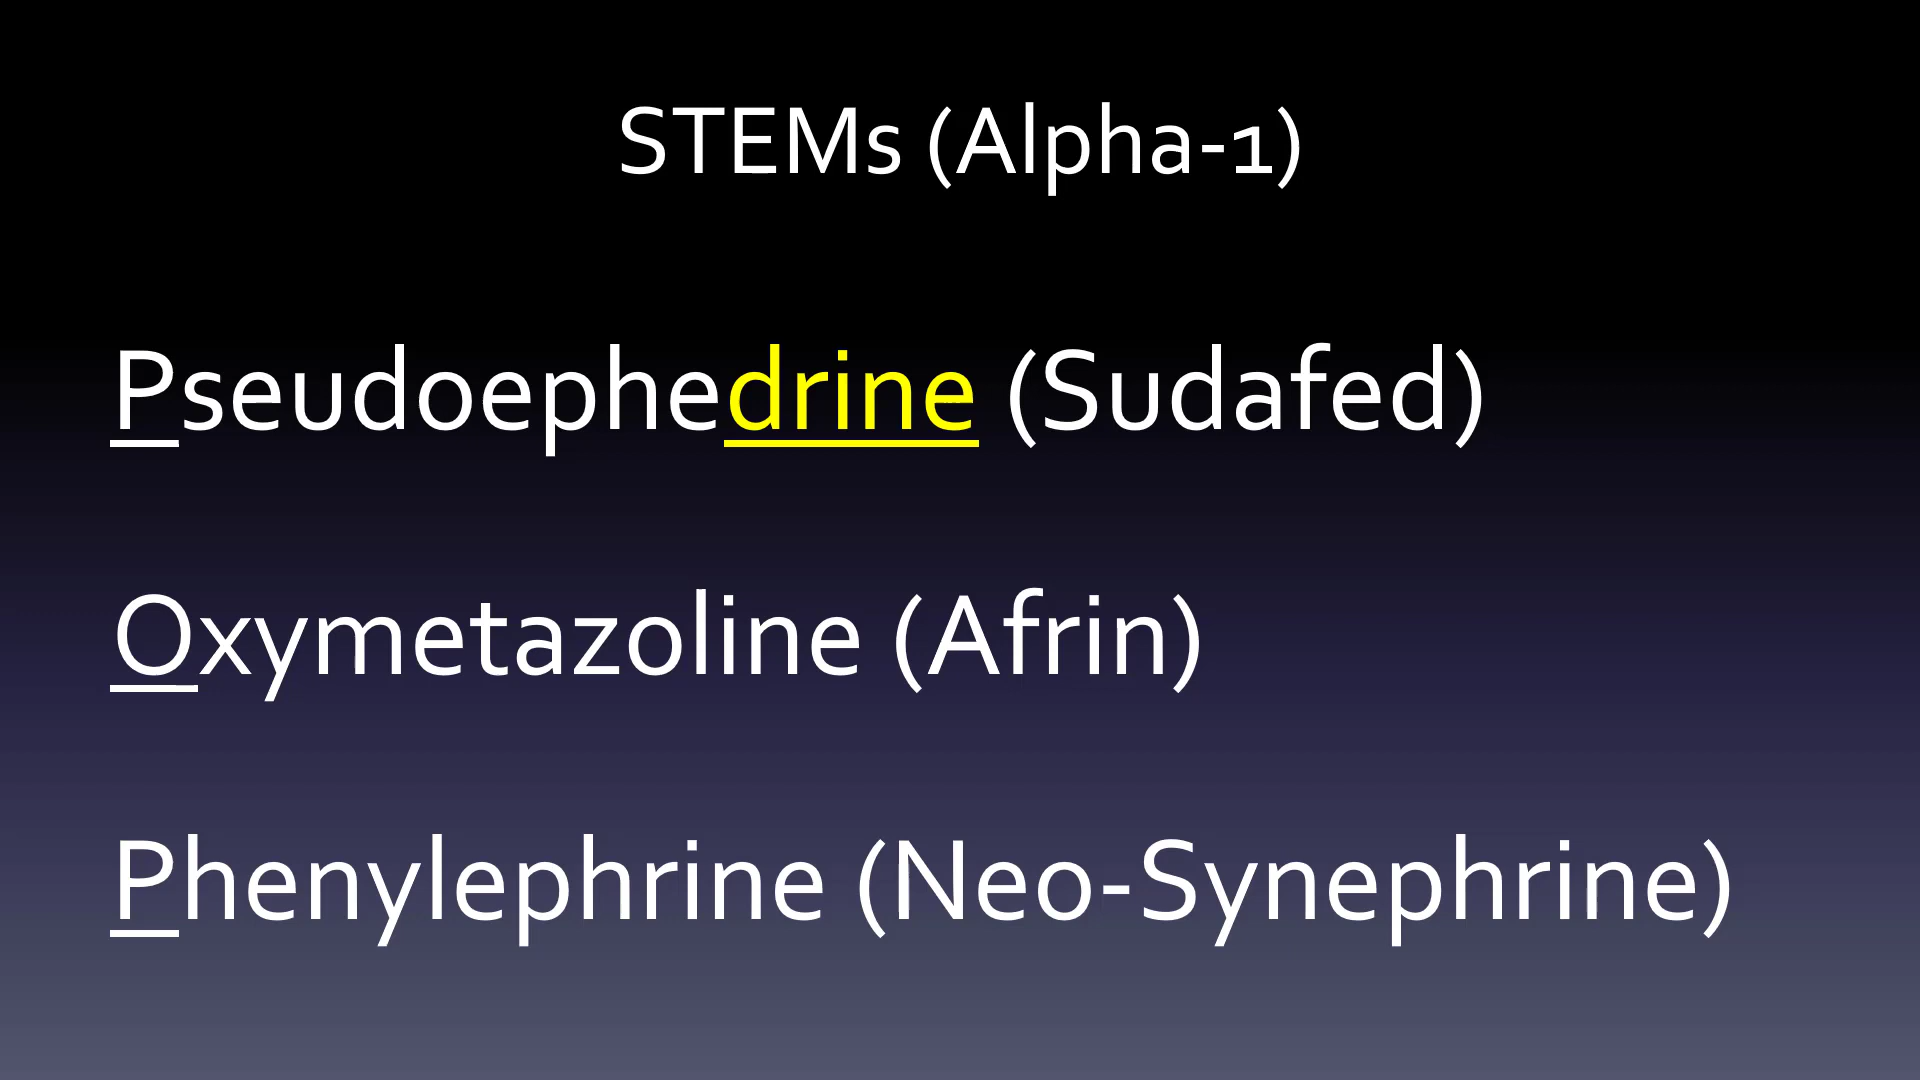 STEMs (Alpha-1)
Pseudoephedrine (Sudafed)
Oxymetazoline (Afrin)
Phenylephrine (Neo-Synephrine)